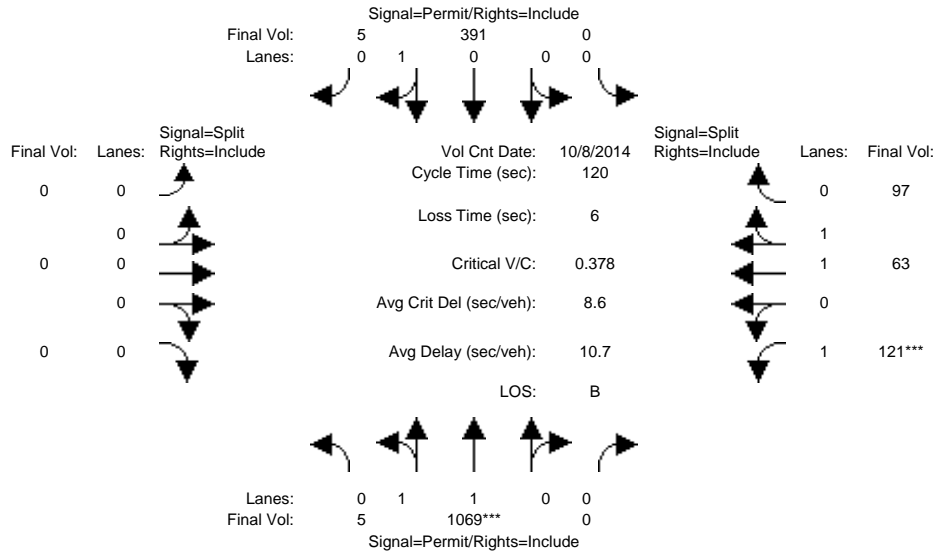 Signal=Permit/Rights=Include
Final Vol: 5 391 0
Lanes: 0 1 0 0 0
Signal=Split Signal=Split
Final Vol: Lanes: Rights=Include Vol Cnt Date: 10/8/2014 Rights=Include Lanes: Final Vol:
0 0 Cycle Time (sec): 120 0 97
0 Loss Time (sec): 6 1
0 0 Critical V/C: 0.378 1 63
0 Avg Crit Del (sec/veh): 8.6 0
0 0 Avg Delay (sec/veh): 10.7 1 121***
LOS: B
Lanes: 0 1 1 0 0
Final Vol: 5 1069*** 0
Signal=Permit/Rights=Include